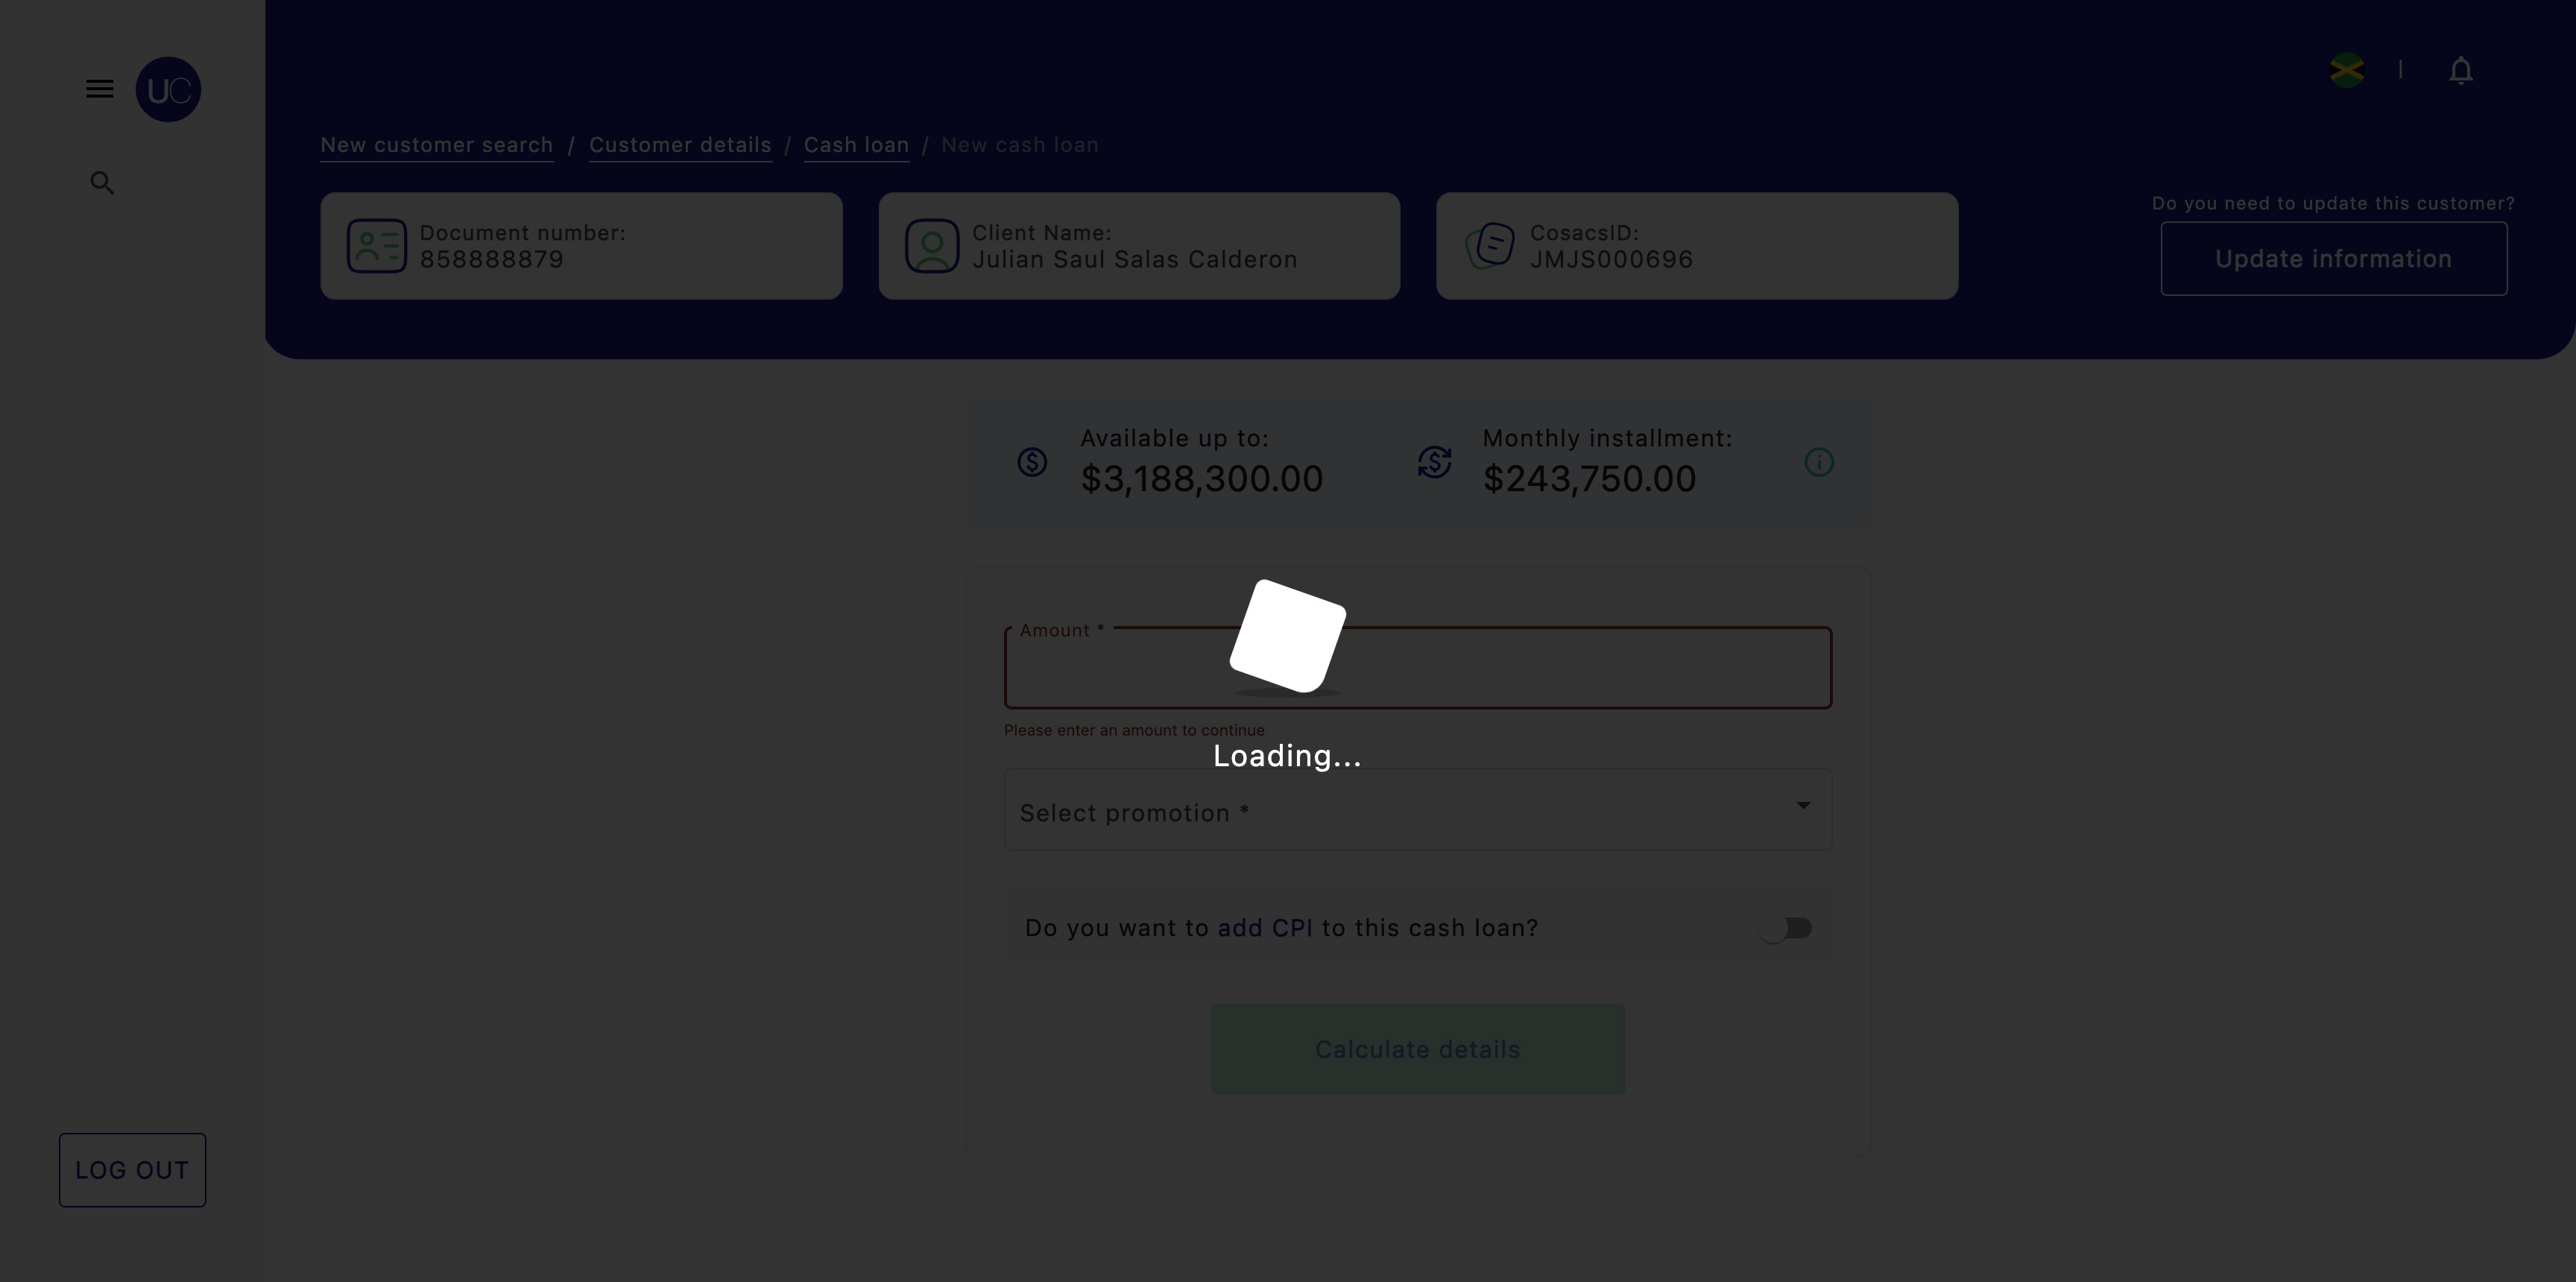 UC
New customer search / Customer details / Cash loan / New cash loan
Document number:
858888879
Client Name:
Julian Saul Salas Calderon
CosacsID:
JMJS000696
Do you need to update this customer?
Update information
Available up to:
$3,188,300.00
Monthly installment:
$243,750.00
Amount *
Please enter an amount to continue
Loading...
Select promotion *
Do you want to add CPI to this cash loan?
Calculate details
LOG OUT